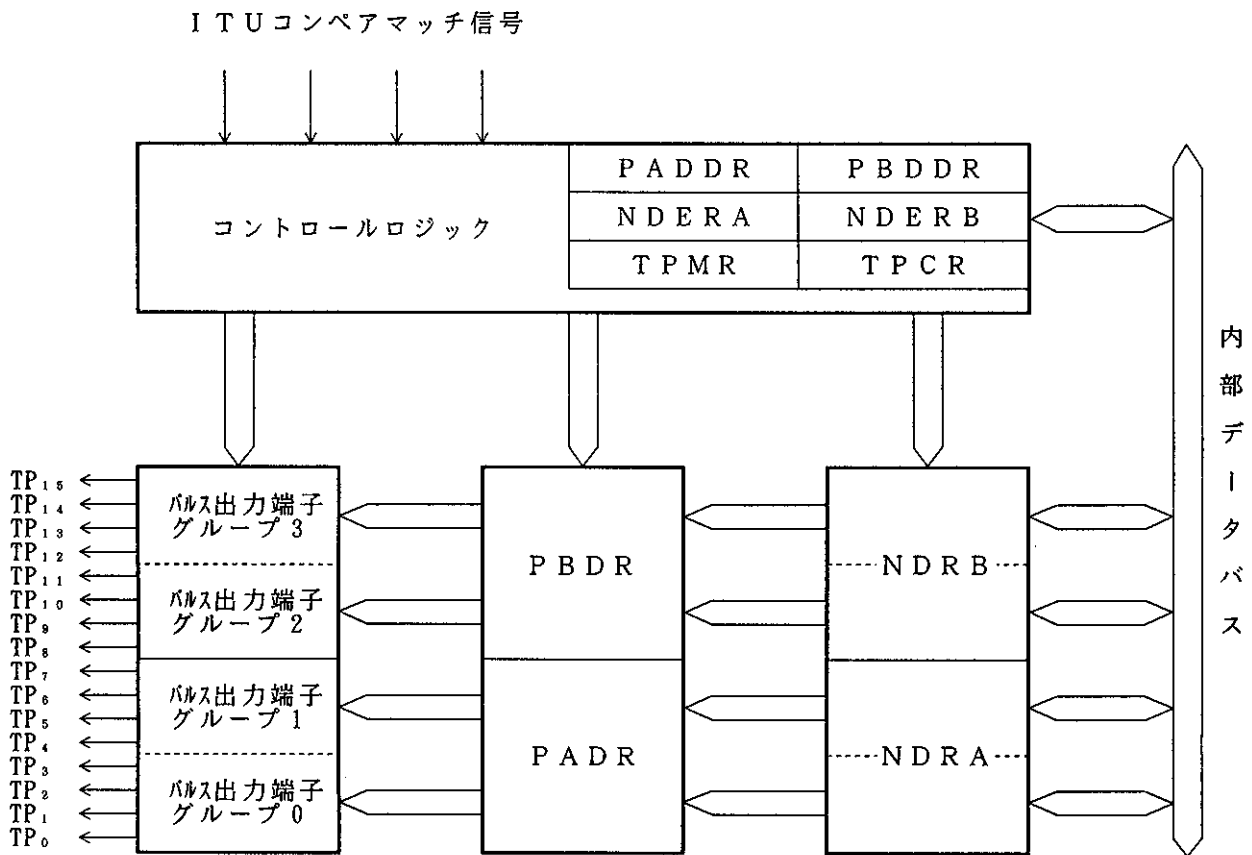 ITUコンペアマッチ信号
コントロールロジック
PADDR PBDDR
NDERA NDERB
TPMR TPCR
内部データバス
TP₁₅
TP₁₄
TP₁₃
TP₁₂
TP₁₁
TP₁₀
TP₉
TP₈
TP₇
TP₆
TP₅
TP₄
TP₃
TP₂
TP₁
TP₀
パルス出力端子
グループ3
パルス出力端子
グループ2
パルス出力端子
グループ1
パルス出力端子
グループ0
PBDR
PADR
NDRB
NDRA